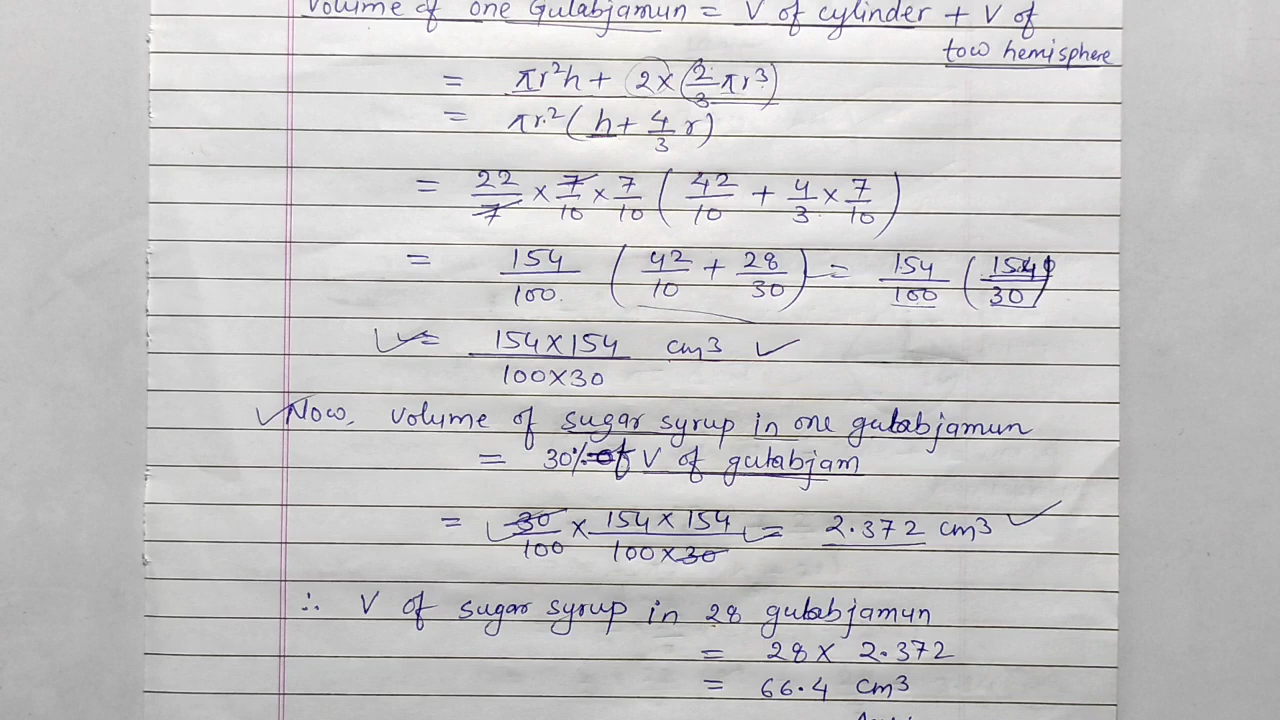 Volume of one Gulabjamun = V of cylinder + V of
tow hemisphere
= πr²h + 2×(2/3 πr³)
= πr²(h + 4/3 r)
= 22/7 × 7/10 × 7/10 ( 42/10 + 4/3 × 7/10 )
= 154/100 ( 42/10 + 28/30 ) = 154/100 ( 154/30 )
= 154×154/100×30 cm³
Now, volume of sugar syrup in one gulabjamun
= 30% of V of gulabjam
= 30/100 × 154×154/100×30 = 2.372 cm³
∴ V of sugar syrup in 28 gulabjamun
= 28× 2.372
= 66.4 cm³